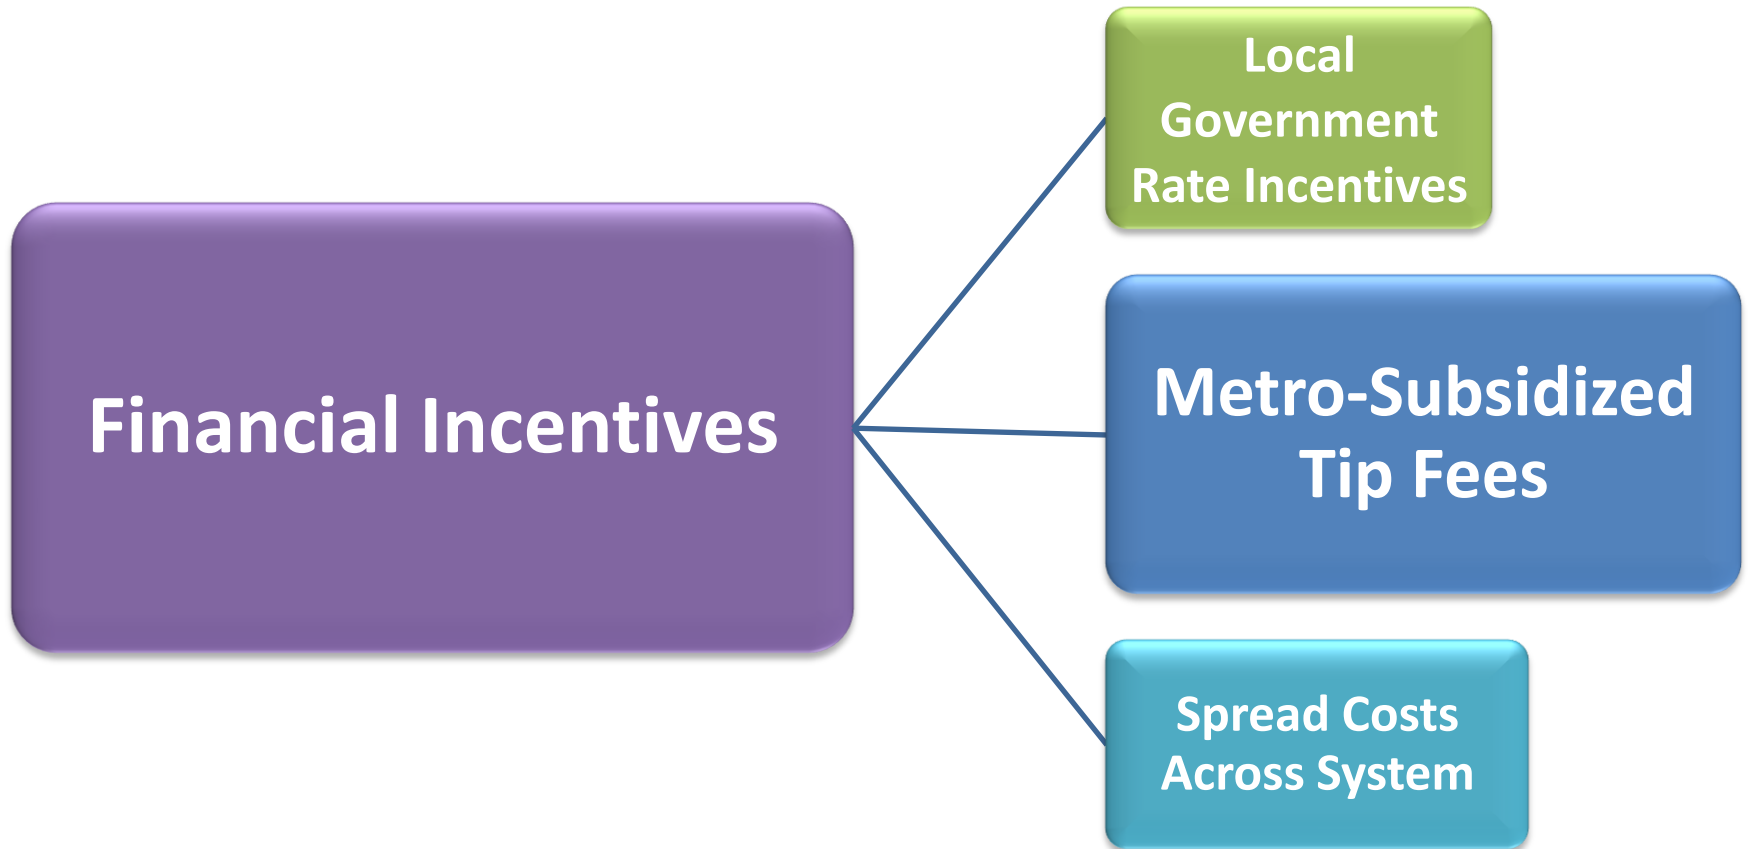 Financial Incentives
Local
Government
Rate Incentives
Metro-Subsidized
Tip Fees
Spread Costs
Across System